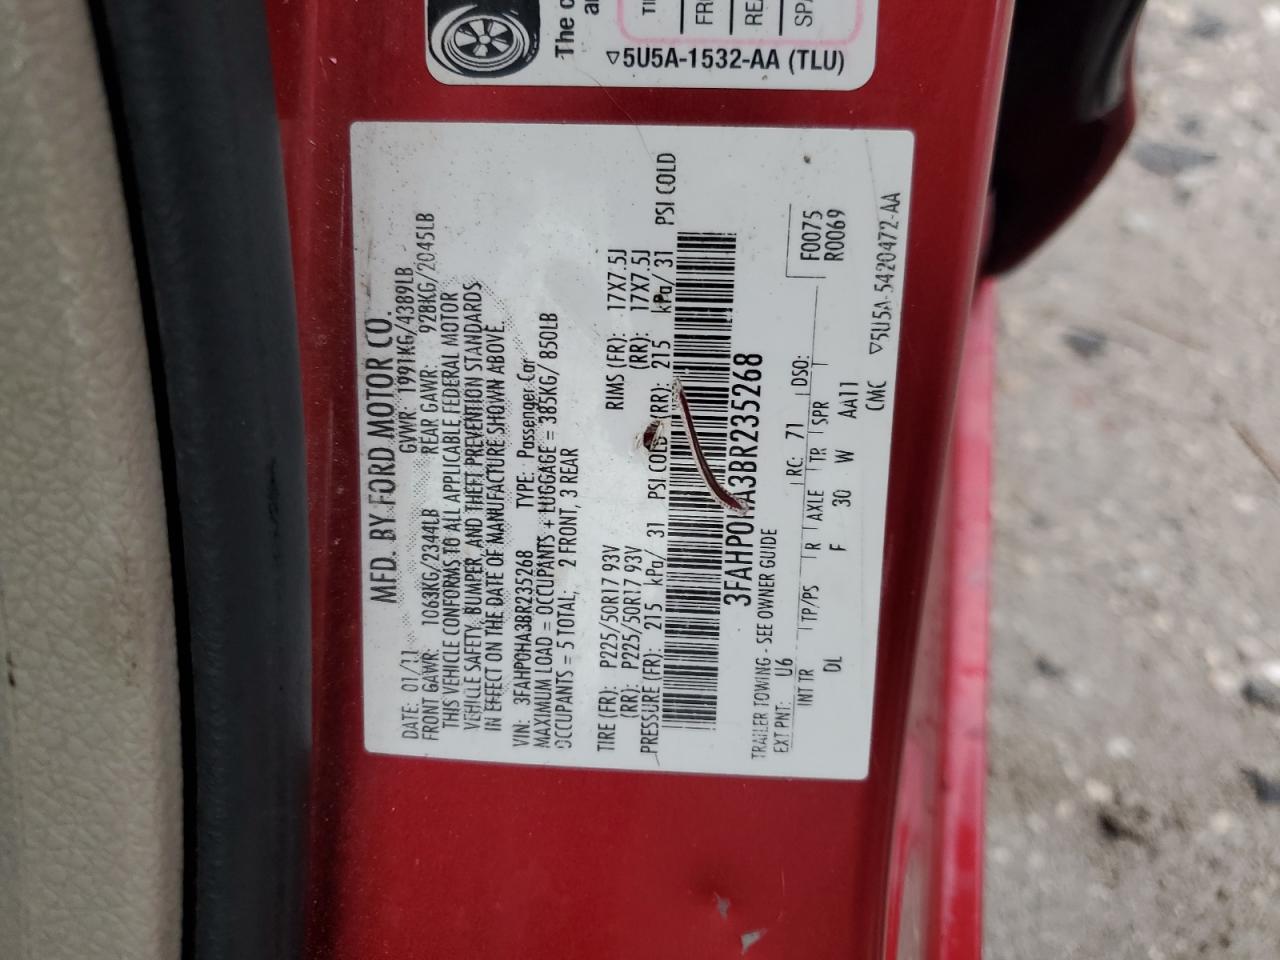 The c
TI
FR
RE
SPA
▽5U5A-1532-AA (TLU)
MFD. BY FORD MOTOR CO.
DATE: 01/11 GVWR: 1991KG/4389LB
FRONT GAWR: 1063KG/2344LB REAR GAWR: 928KG/2045LB
THIS VEHICLE CONFORMS TO ALL APPLICABLE FEDERAL MOTOR
VEHICLE SAFETY, BUMPER, AND THEFT PREVENTION STANDARDS
IN EFFECT ON THE DATE OF MANUFACTURE SHOWN ABOVE.
VIN: 3FAHP0HA3BR235268 TYPE: Passenger Car
MAXIMUM LOAD = OCCUPANTS + LUGGAGE = 385KG/ 850LB
OCCUPANTS = 5 TOTAL; 2 FRONT, 3 REAR
TIRE (FR): P225/50R17 93V RIMS (FR): 17X7.5J
(RR): P225/50R17 93V (RR): 17X7.5J
PRESSURE (FR): 215 kPa/ 31 PSI COLD (RR): 215 kPa/ 31 PSI COLD
3FAHP0HA3BR235268
TRAILER TOWING - SEE OWNER GUIDE
EXT PNT: U6 RC: 71 DSO: F0075
R0069
INT TR TP/PS R AXLE TR SPR
DL F 30 W AA11
CMC ▽5U5A-5420472-AA